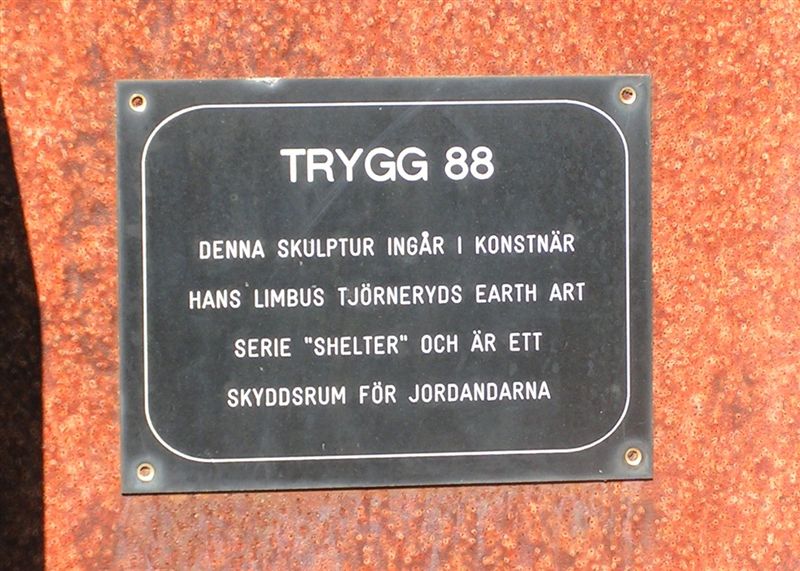 TRYGG 88
DENNA SKULPTUR INGÅR I KONSTNÄR
HANS LIMBUS TJÖRNERYDS EARTH ART
SERIE "SHELTER" OCH ÄR ETT
SKYDDSRUM FÖR JORDANDARNA